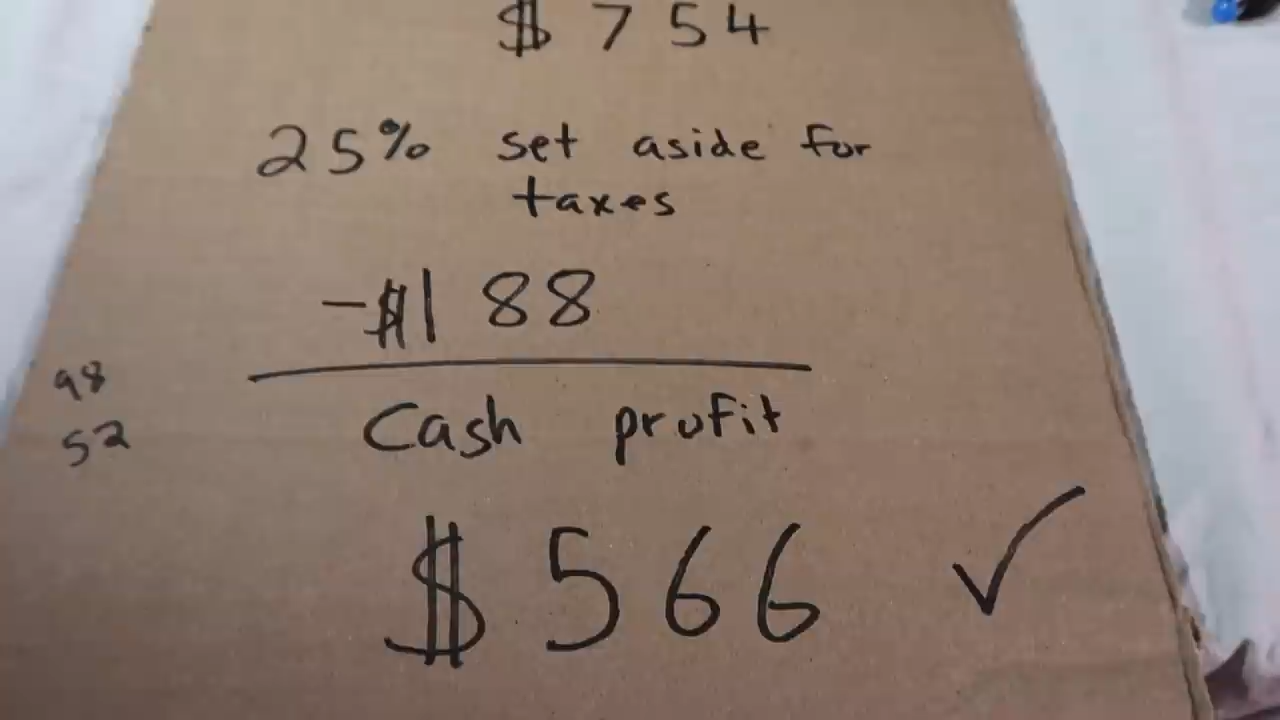 $ 754
25% set aside for
taxes
-$188
98
52
Cash profit
$ 566 ✓